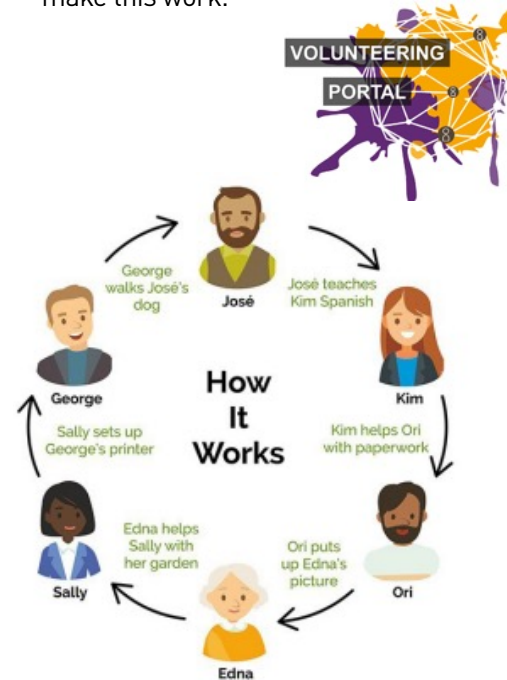 make this work.
VOLUNTEERING
PORTAL
George
walks José's
dog
José
José teaches
Kim Spanish
George
Kim
How
It
Works
Sally sets up
George's printer
Kim helps Ori
with paperwork
Edna helps
Sally with
her garden
Ori puts
up Edna's
picture
Sally
Ori
Edna